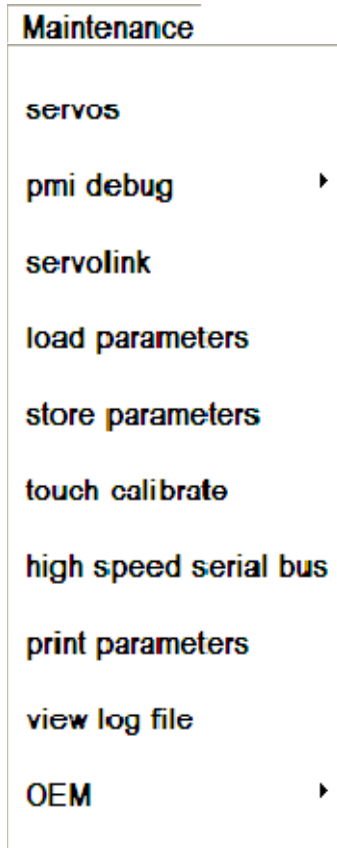 Maintenance
servos
pmi debug
servolink
load parameters
store parameters
touch calibrate
high speed serial bus
print parameters
view log file
OEM